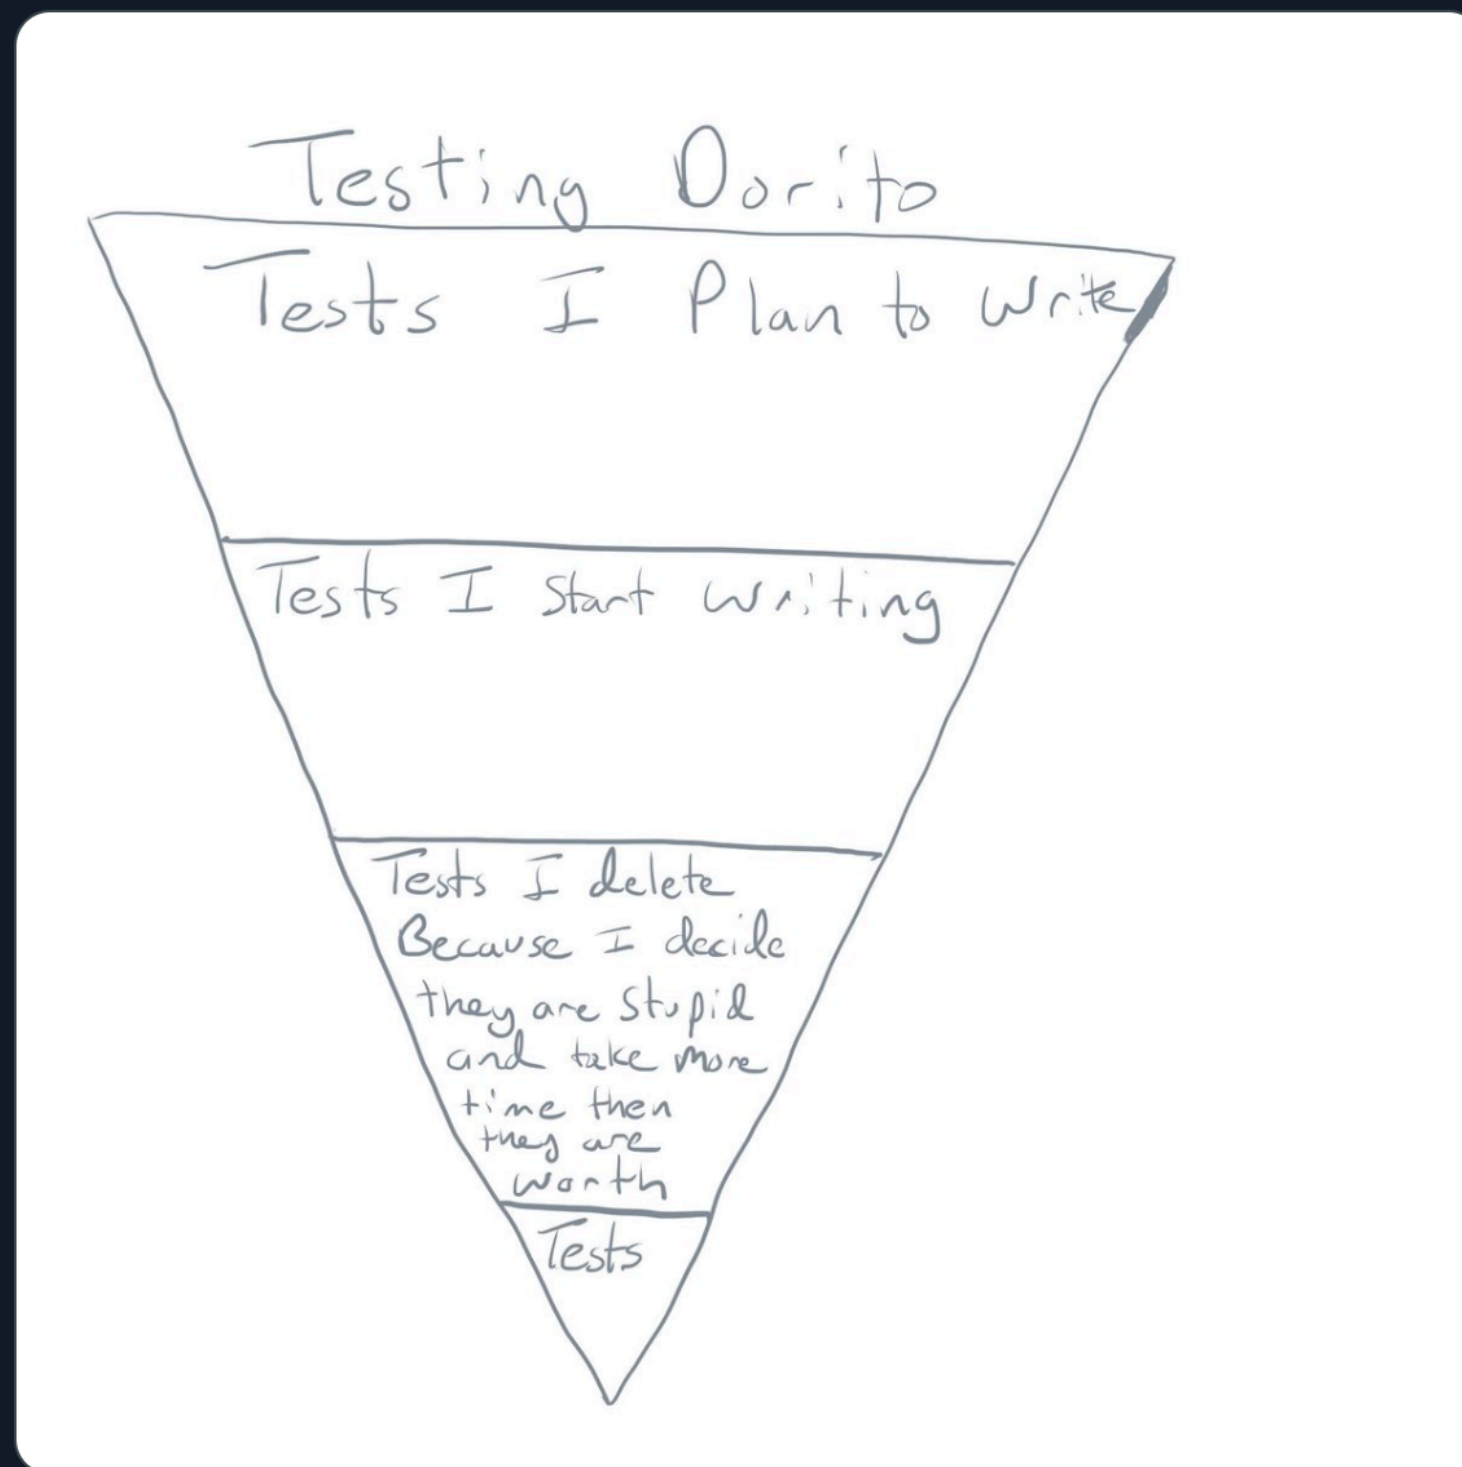 Testing Dorito
Tests I Plan to write
Tests I Start writing
Tests I delete
Because I decide
they are Stupid
and take more
time then
they are
worth
Tests